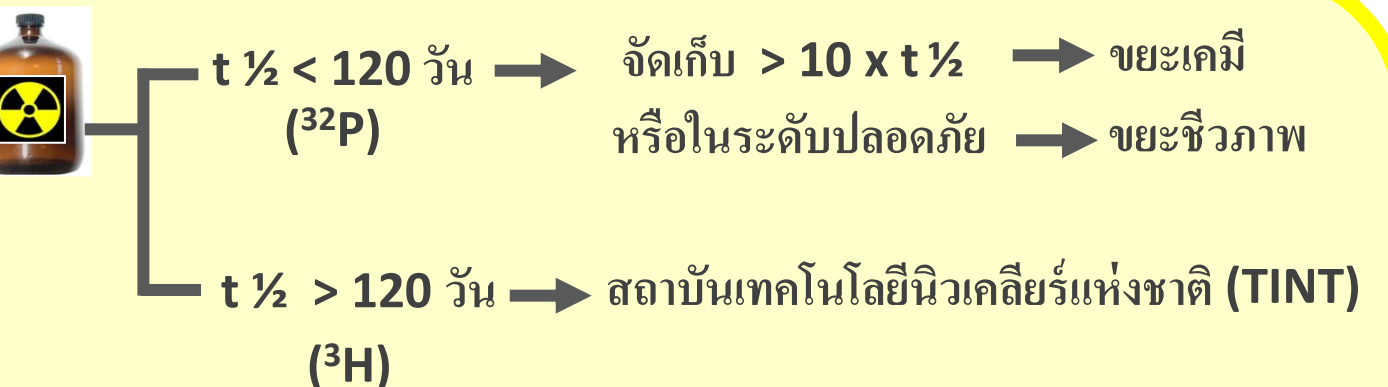 t ½ < 120 วัน → จัดเก็บ > 10 x t ½ → ขยะเคมี
(³²P) หรือในระดับปลอดภัย → ขยะชีวภาพ
t ½ > 120 วัน → สถาบันเทคโนโลยีนิวเคลียร์แห่งชาติ (TINT)
(³H)